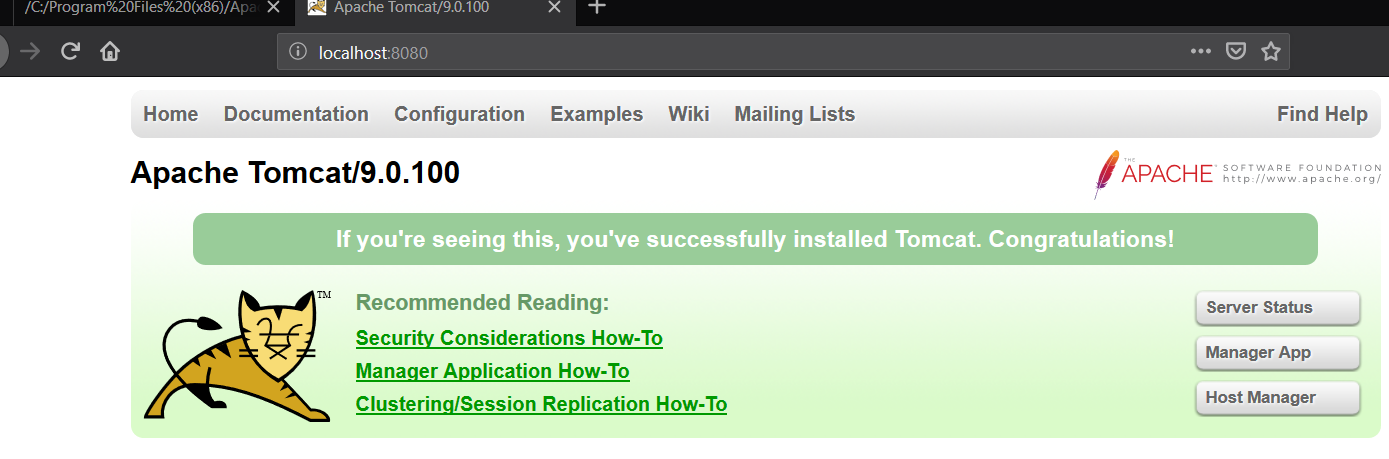 /C:/Program%20Files%20(x86)/Apa
Apache Tomcat/9.0.100
localhost:8080
Home Documentation Configuration Examples Wiki Mailing Lists Find Help
Apache Tomcat/9.0.100
THE
APACHE® SOFTWARE FOUNDATION
http://www.apache.org/
If you're seeing this, you've successfully installed Tomcat. Congratulations!
TM
Recommended Reading:
Security Considerations How-To
Manager Application How-To
Clustering/Session Replication How-To
Server Status
Manager App
Host Manager